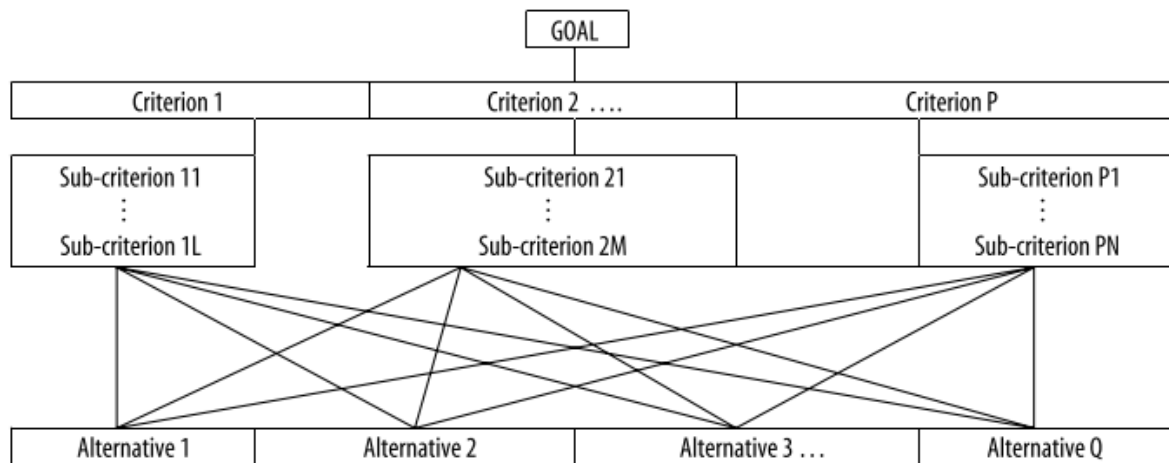 GOAL
Criterion 1 Criterion 2 .... Criterion P
Sub-criterion 11 Sub-criterion 21 Sub-criterion P1
⋮ ⋮ ⋮
Sub-criterion 1L Sub-criterion 2M Sub-criterion PN
Alternative 1 Alternative 2 Alternative 3 ... Alternative Q